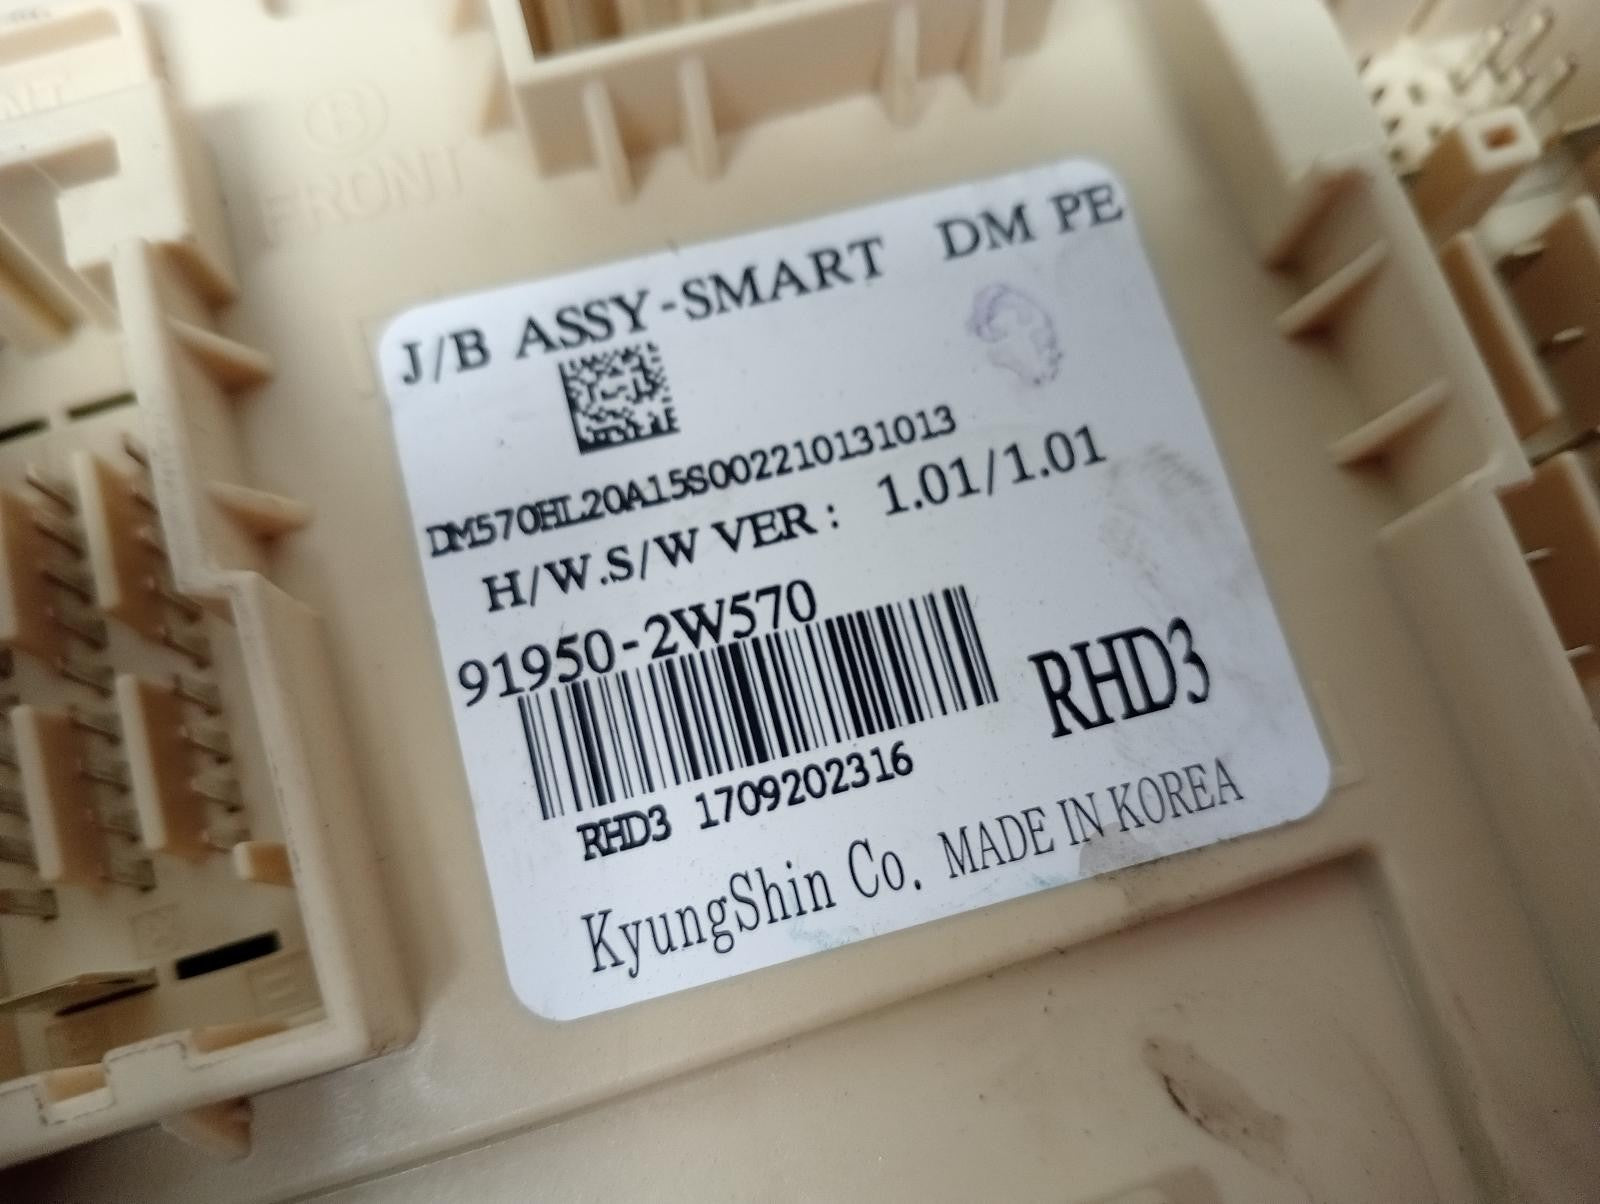 B
FRONT
J/B ASSY-SMART DM PE
DM570HL20A15S002210131013
H/W.S/W VER : 1.01/1.01
91950-2W570
RHD3
RHD3 1709202316
KyungShin Co. MADE IN KOREA